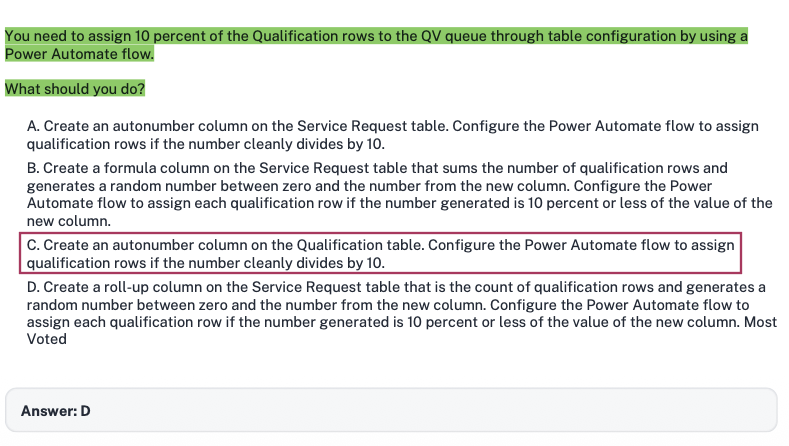 You need to assign 10 percent of the Qualification rows to the QV queue through table configuration by using a
Power Automate flow.
What should you do?
A. Create an autonumber column on the Service Request table. Configure the Power Automate flow to assign
qualification rows if the number cleanly divides by 10.
B. Create a formula column on the Service Request table that sums the number of qualification rows and
generates a random number between zero and the number from the new column. Configure the Power
Automate flow to assign each qualification row if the number generated is 10 percent or less of the value of the
new column.
C. Create an autonumber column on the Qualification table. Configure the Power Automate flow to assign
qualification rows if the number cleanly divides by 10.
D. Create a roll-up column on the Service Request table that is the count of qualification rows and generates a
random number between zero and the number from the new column. Configure the Power Automate flow to
assign each qualification row if the number generated is 10 percent or less of the value of the new column. Most
Voted
Answer: D